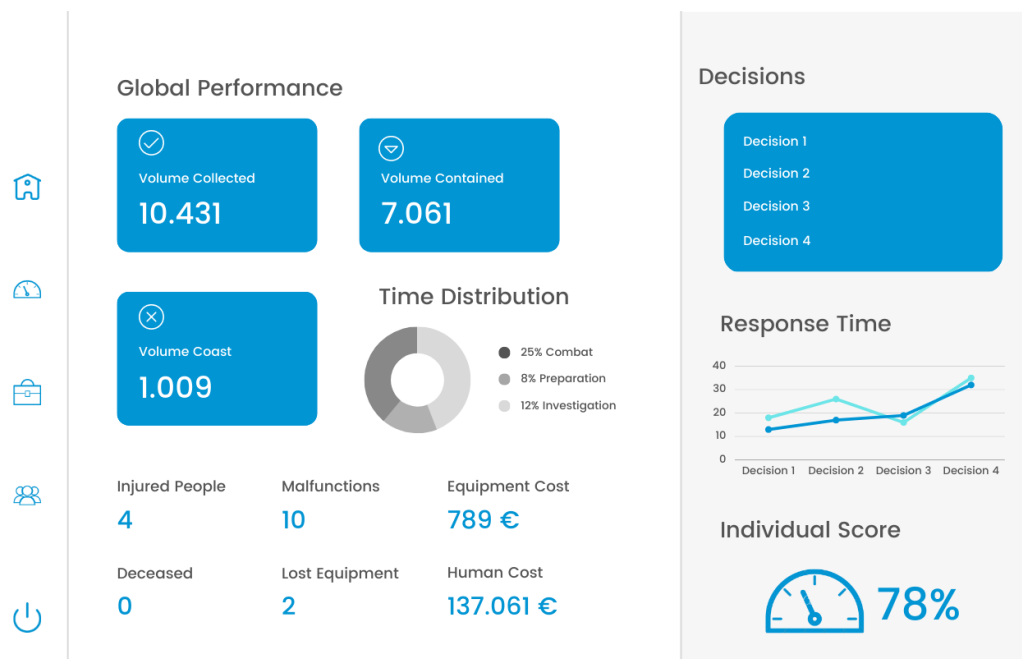 Global Performance
Volume Collected
10.431
Volume Contained
7.061
Volume Coast
1.009
Time Distribution
25% Combat
8% Preparation
12% Investigation
Injured People
4
Malfunctions
10
Equipment Cost
789 €
Deceased
0
Lost Equipment
2
Human Cost
137.061 €
Decisions
Decision 1
Decision 2
Decision 3
Decision 4
Response Time
40
30
20
10
0
Decision 1 Decision 2 Decision 3 Decision 4
Individual Score
78%